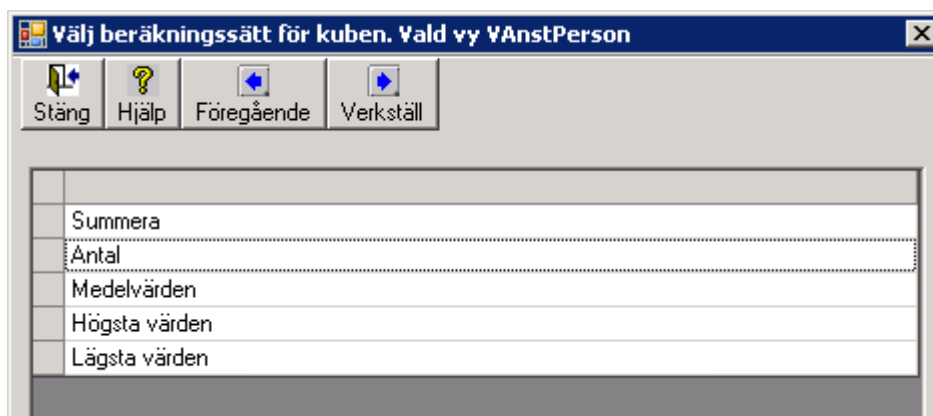 Välj beräkningssätt för kuben. Vald vy VAnstPerson
Stäng Hjälp Föregående Verkställ
Summera
Antal
Medelvärden
Högsta värden
Lägsta värden